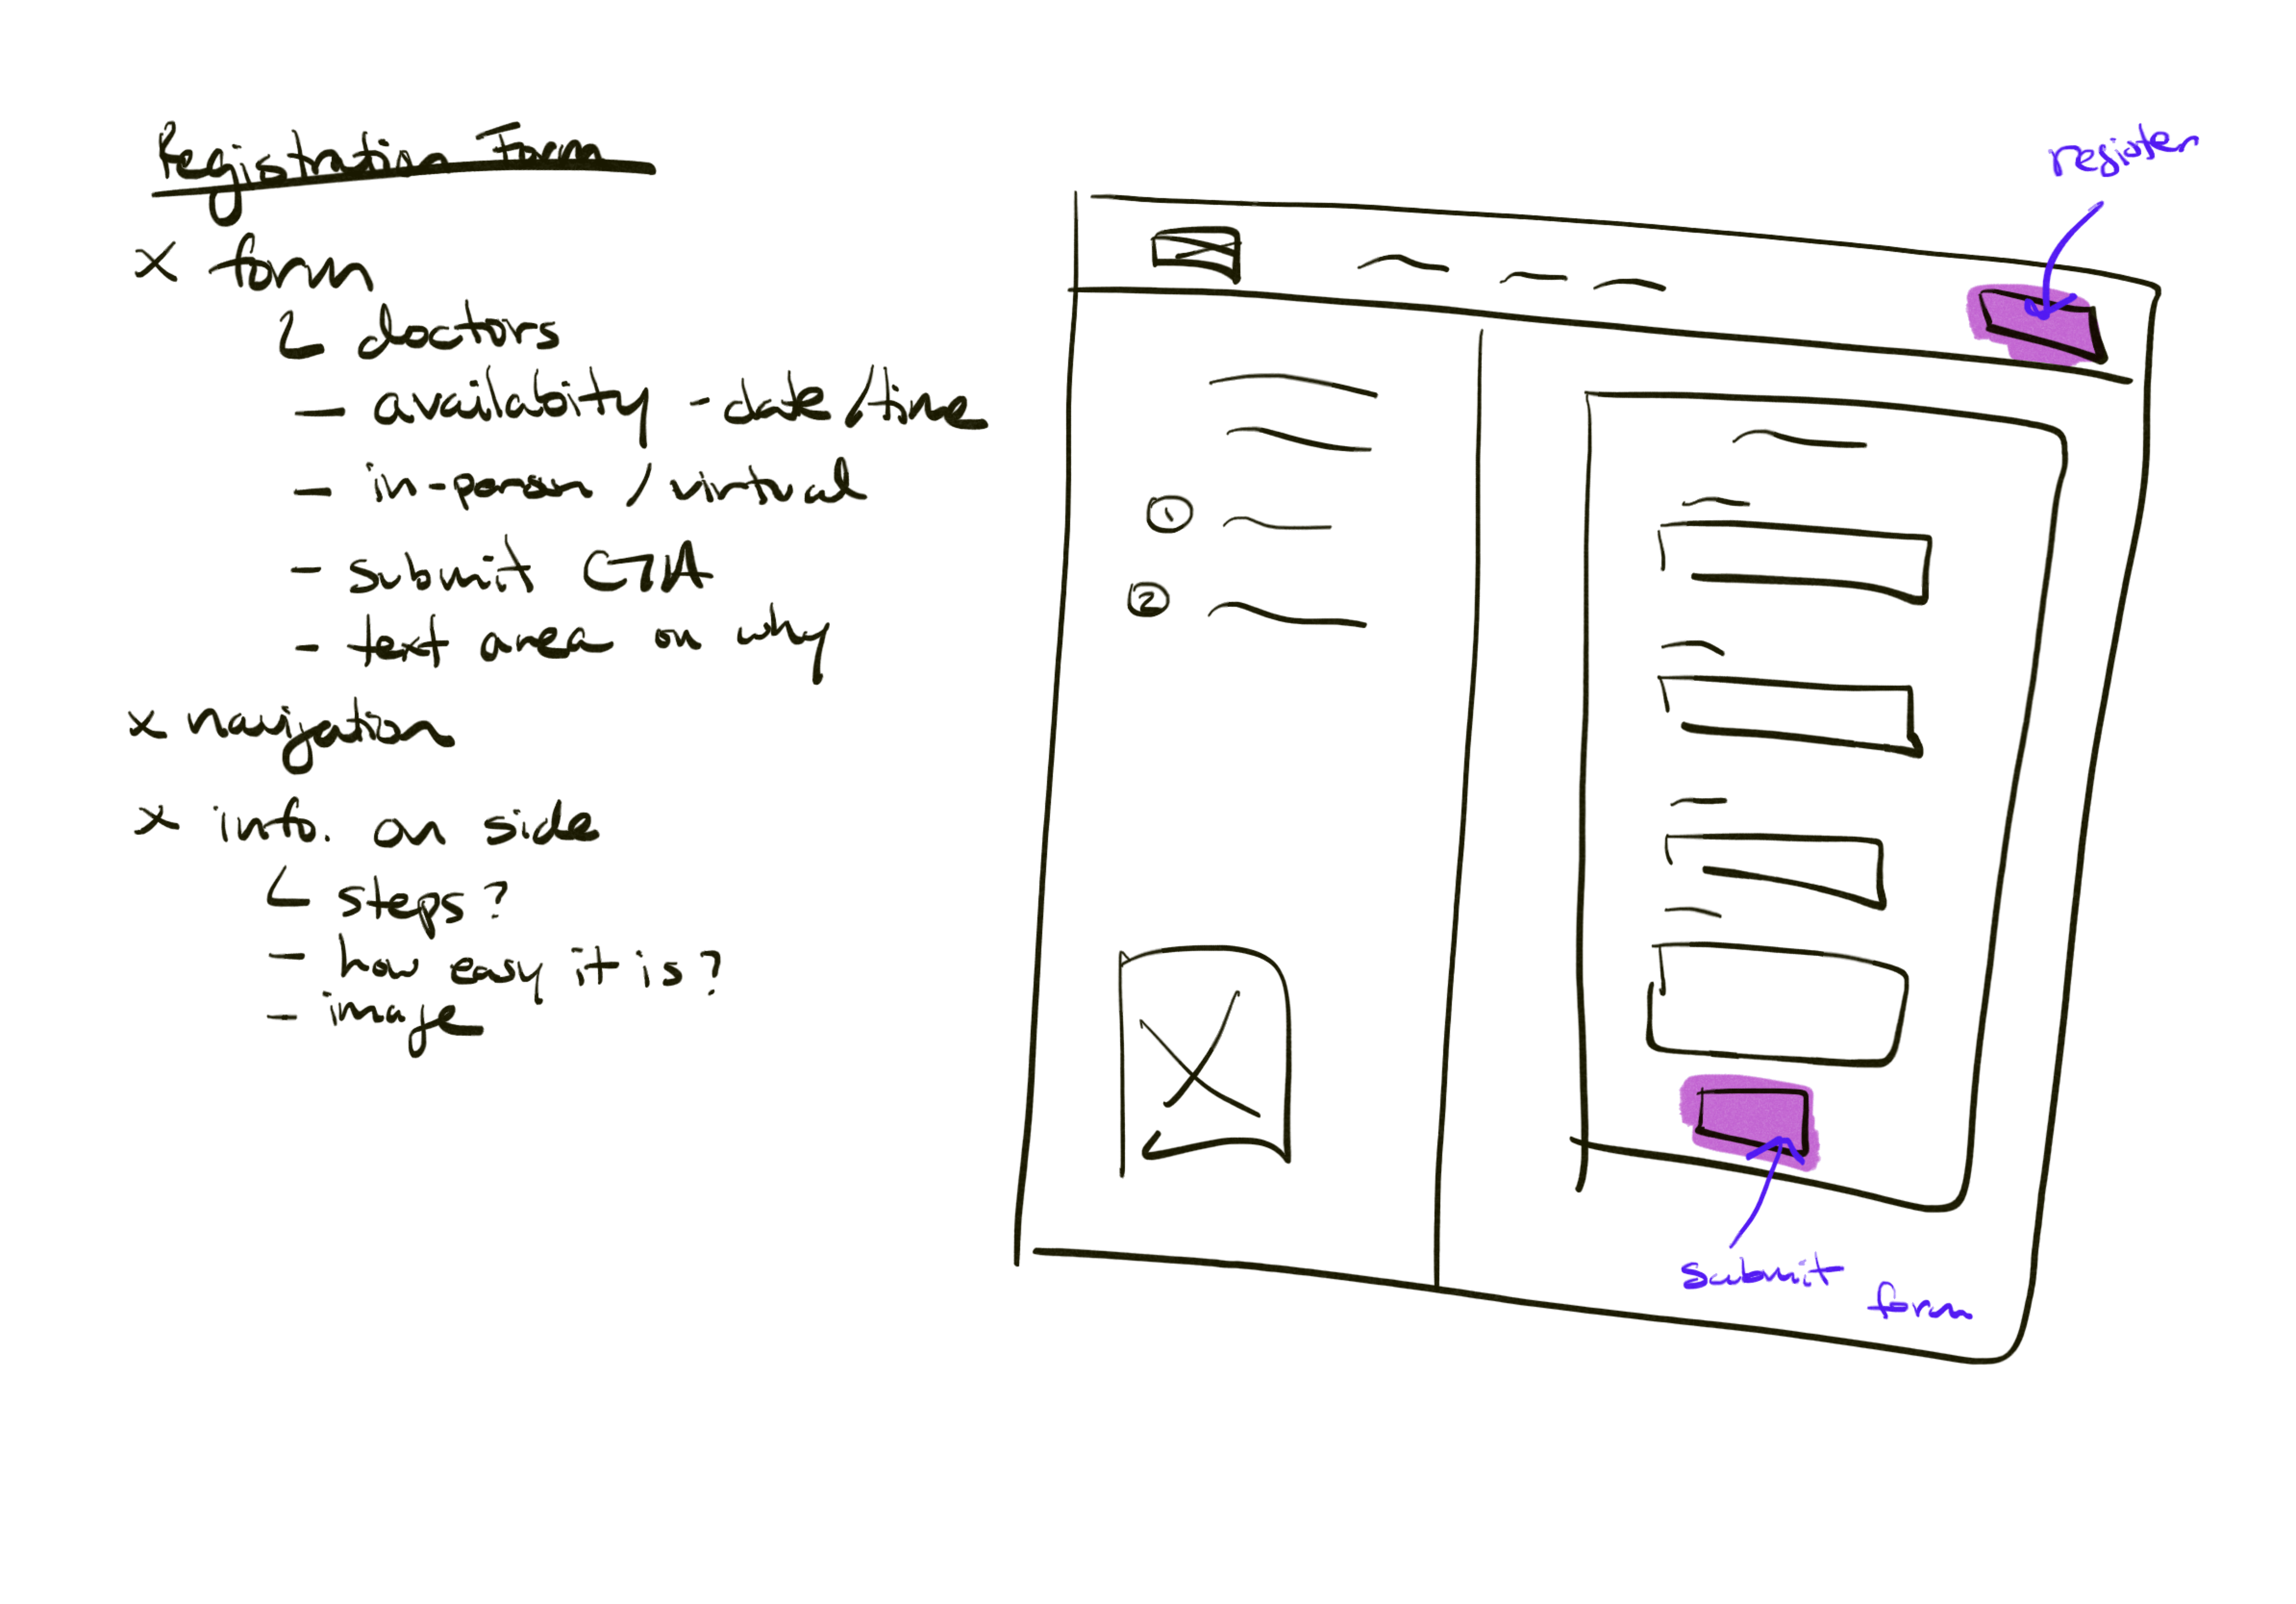 Registration Form
x form
doctors
- availability - date/time
- in-person / virtual
- submit CTA
- text area on why
x navigation
x info. on side
steps?
- how easy it is?
- image
register
1
2
submit form